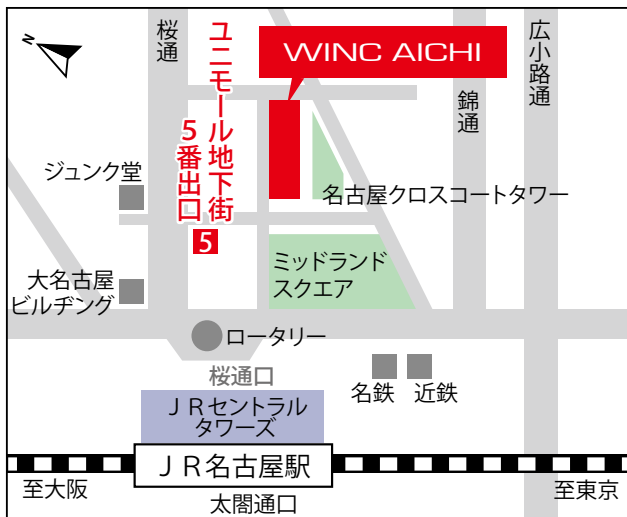 N
桜通
ユニモール地下街
5番出口
5
WINC AICHI
広小路通
錦通
ジュンク堂
名古屋クロスコートタワー
大名古屋
ビルヂング
ミッドランド
スクエア
ロータリー
桜通口
名鉄
近鉄
ＪＲセントラル
タワーズ
ＪＲ名古屋駅
至大阪
太閤通口
至東京